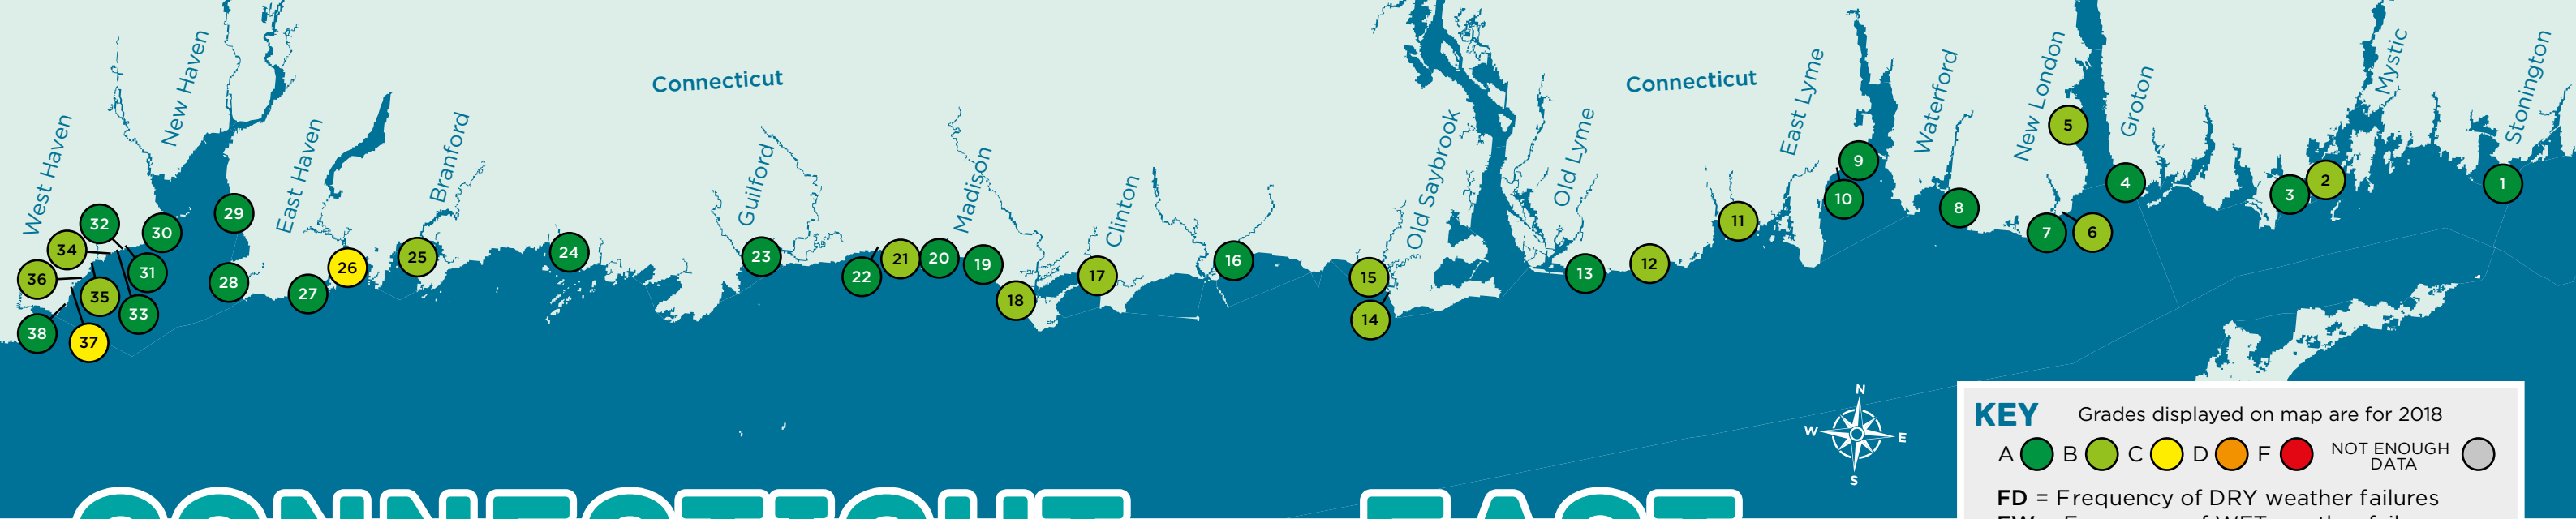 Connecticut
Connecticut
West Haven
New Haven
East Haven
Branford
Guilford
Madison
Clinton
Old Saybrook
Old Lyme
East Lyme
Waterford
New London
Groton
Mystic
Stonington
32
30
29
34
31
28
36
35
33
38
37
27
26
25
24
23
22
21
20
19
18
17
16
15
14
13
12
11
10
9
8
7
6
5
4
3
2
1
N
W E
S
KEY Grades displayed on map are for 2018
A B C D F NOT ENOUGH
DATA
FD = Frequency of DRY weather failures